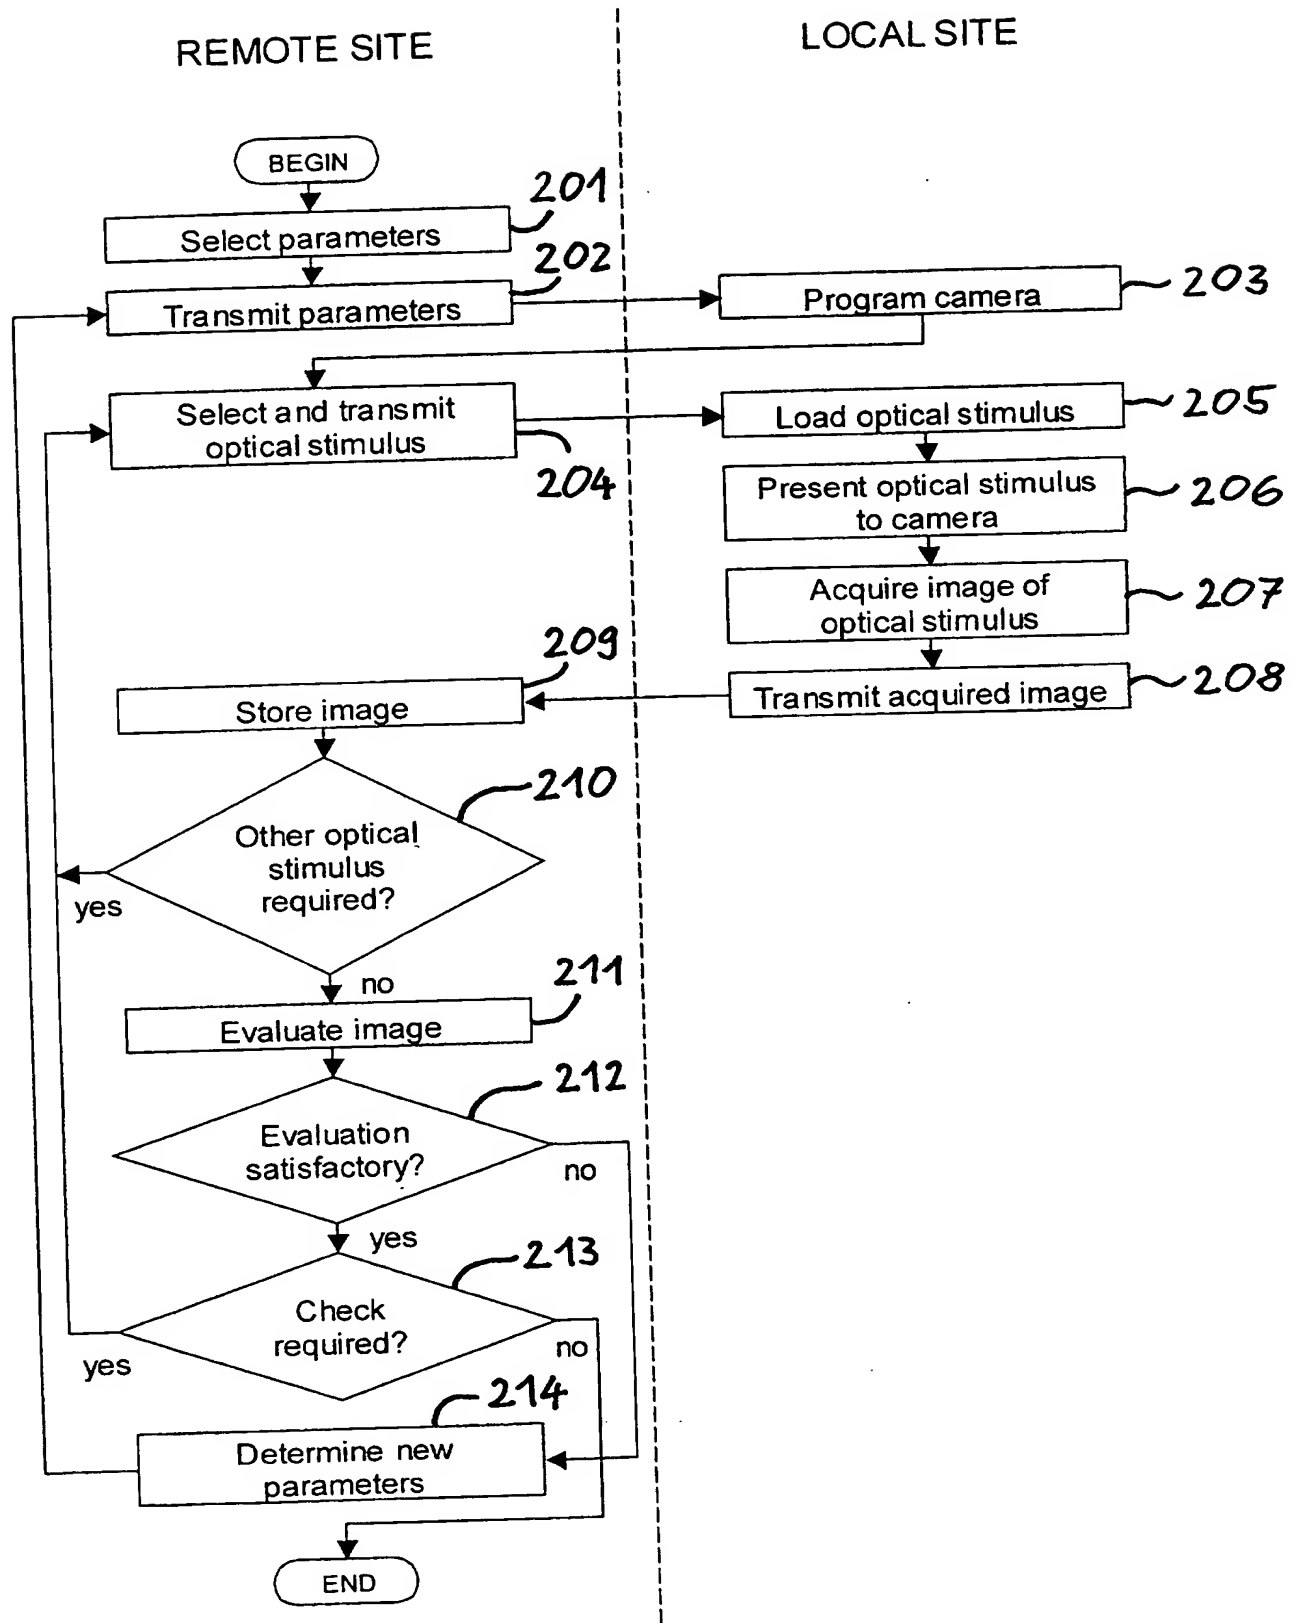 REMOTE SITE
LOCAL SITE
BEGIN
201
Select parameters
202
Transmit parameters
Program camera
203
Select and transmit
optical stimulus
204
Load optical stimulus
205
Present optical stimulus
to camera
206
Acquire image of
optical stimulus
207
Transmit acquired image
208
209
Store image
210
Other optical
stimulus
required?
yes
no
211
Evaluate image
212
Evaluation
satisfactory?
no
yes
213
Check
required?
yes
no
214
Determine new
parameters
END